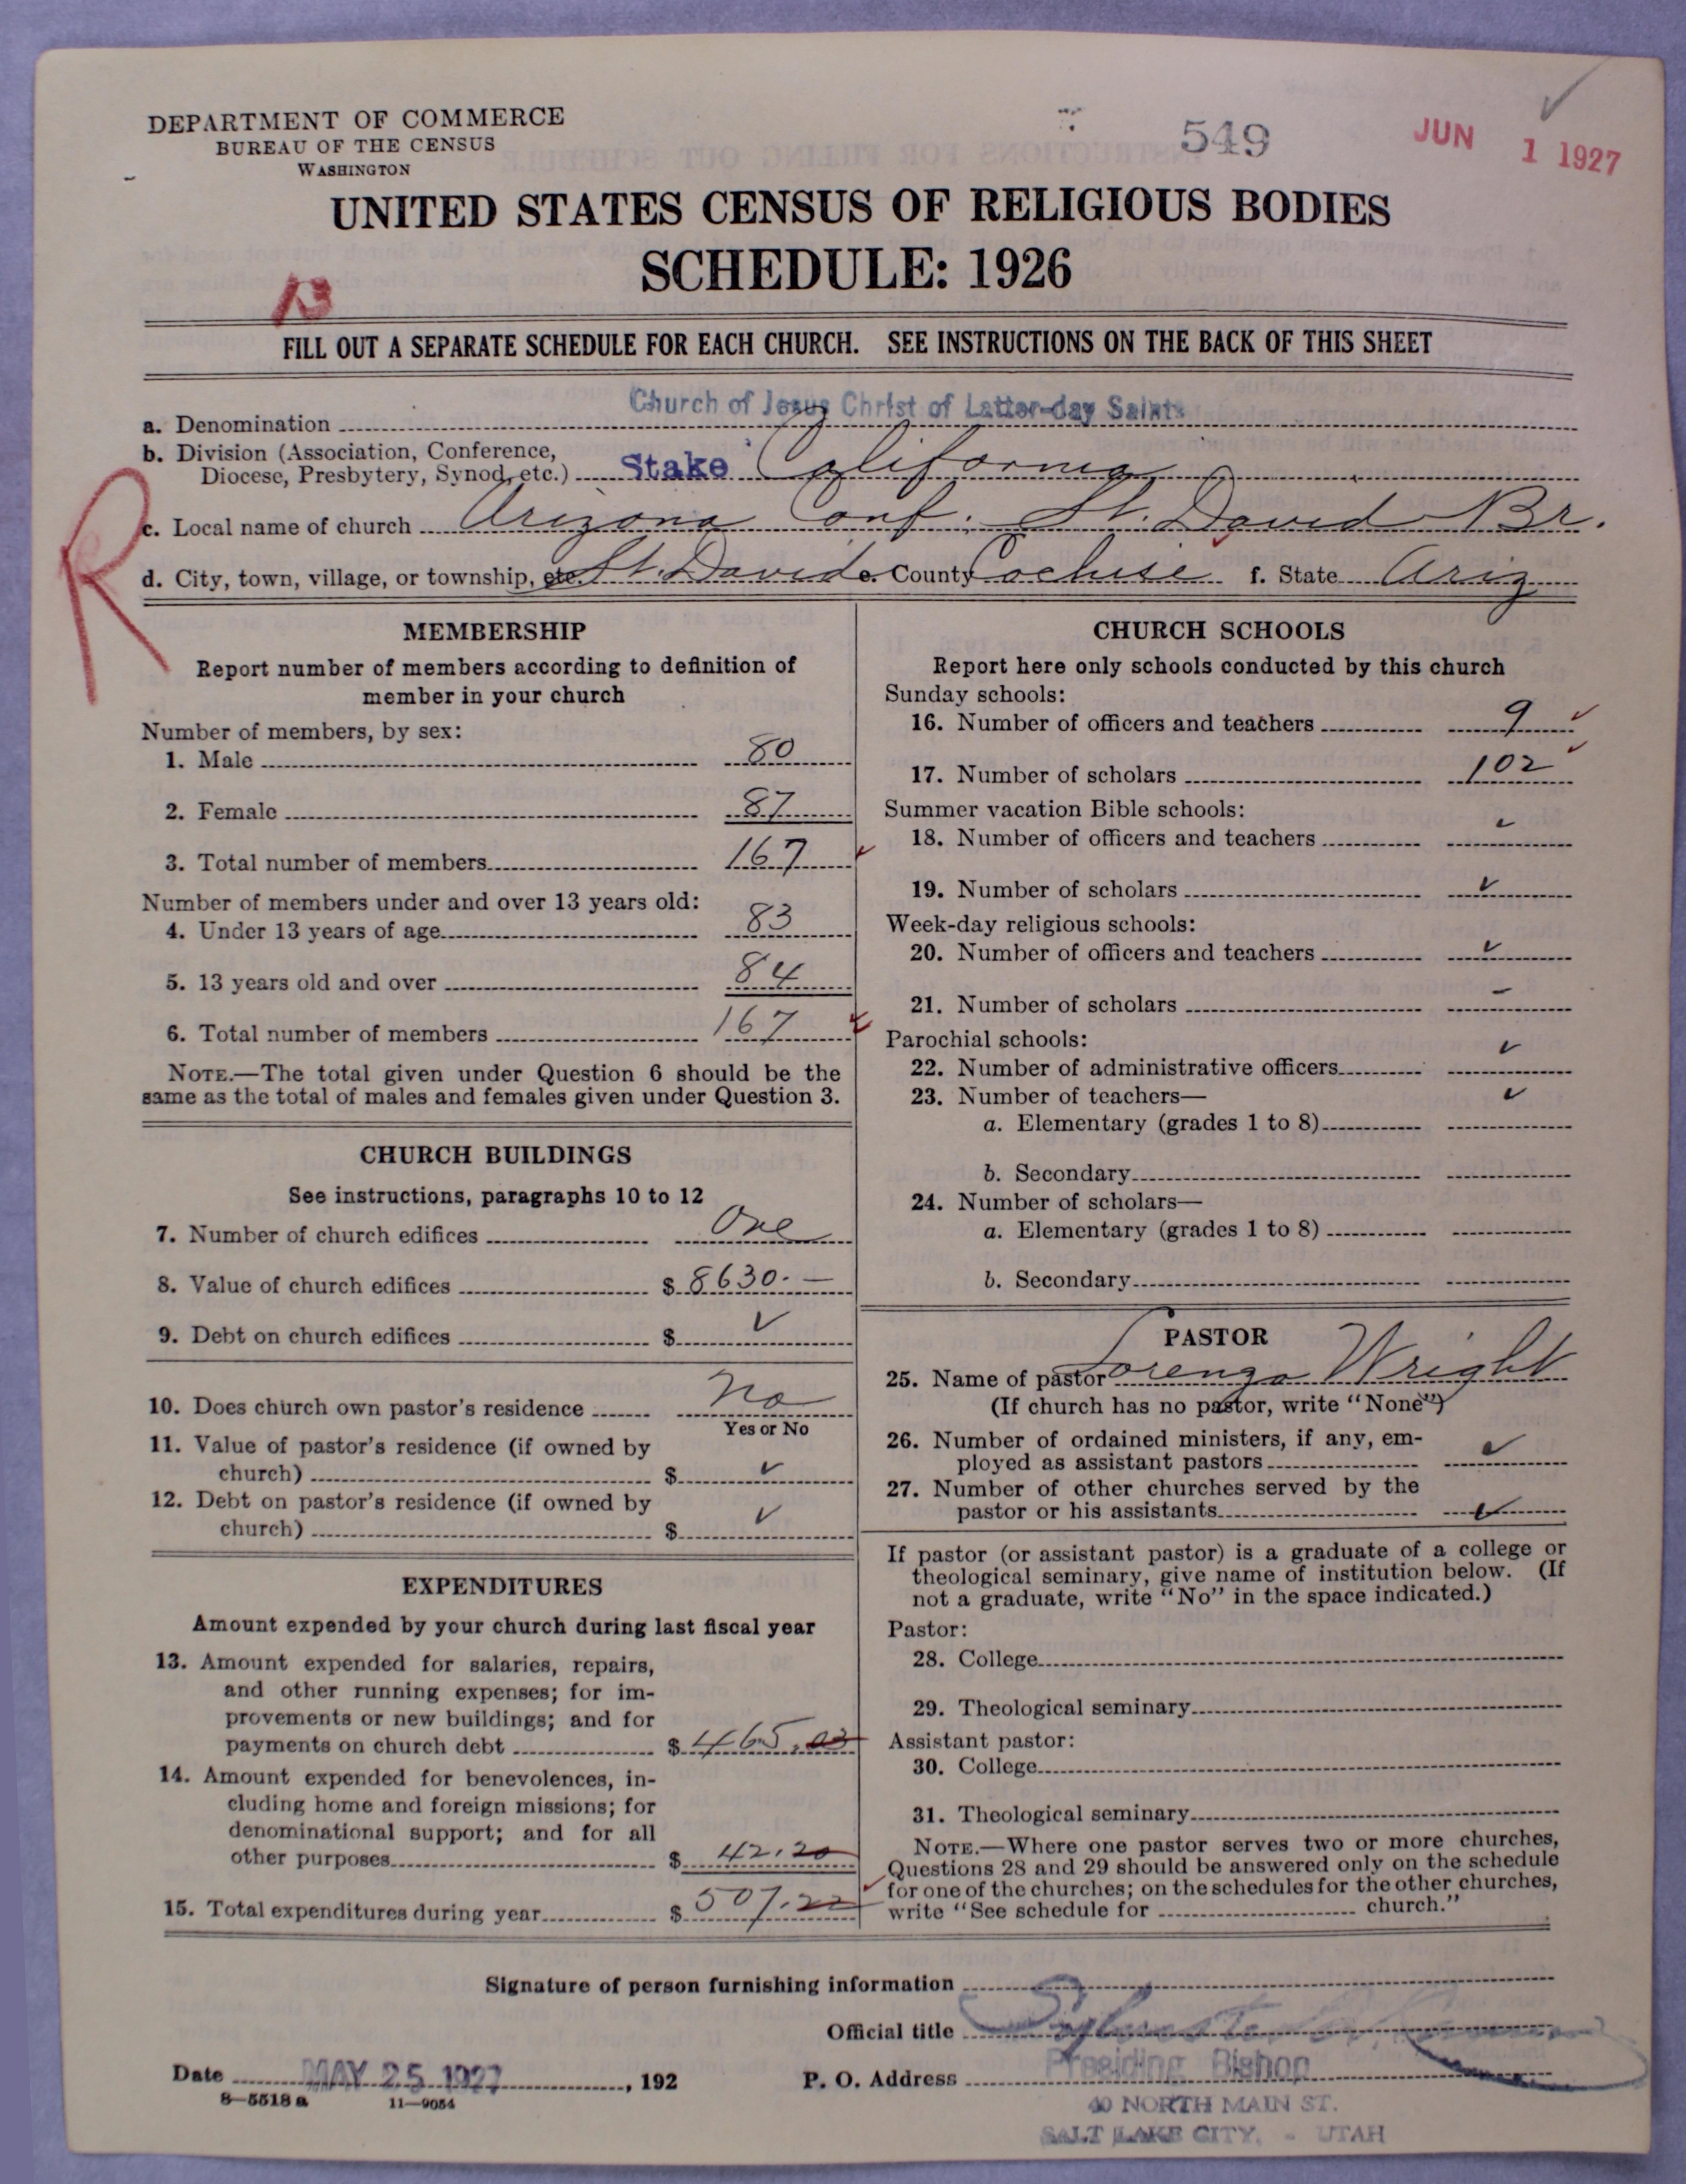 DEPARTMENT OF COMMERCE
BUREAU OF THE CENSUS
WASHINGTON
549
JUN 1 1927
UNITED STATES CENSUS OF RELIGIOUS BODIES
SCHEDULE: 1926
13
FILL OUT A SEPARATE SCHEDULE FOR EACH CHURCH. SEE INSTRUCTIONS ON THE BACK OF THIS SHEET
a. Denomination Church of Jesus Christ of Latter-day Saints
b. Division (Association, Conference,
Diocese, Presbytery, Synod, etc.) Stake California
R
c. Local name of church Arizona Conf. St. David Br.
d. City, town, village, or township, etc. St. David e. County Cochise f. State Ariz
MEMBERSHIP
Report number of members according to definition of
member in your church
Number of members, by sex:
1. Male 80
2. Female 87
3. Total number of members 167
Number of members under and over 13 years old:
4. Under 13 years of age 83
5. 13 years old and over 84
6. Total number of members 167
NOTE.—The total given under Question 6 should be the
same as the total of males and females given under Question 3.
CHURCH BUILDINGS
See instructions, paragraphs 10 to 12
7. Number of church edifices One
8. Value of church edifices $ 8630.—
9. Debt on church edifices $ ✓
10. Does church own pastor's residence No
Yes or No
11. Value of pastor's residence (if owned by
church) $ ✓
12. Debt on pastor's residence (if owned by
church) $ ✓
EXPENDITURES
Amount expended by your church during last fiscal year
13. Amount expended for salaries, repairs,
and other running expenses; for im-
provements or new buildings; and for
payments on church debt $ 465.03
14. Amount expended for benevolences, in-
cluding home and foreign missions; for
denominational support; and for all
other purposes $ 42.20
15. Total expenditures during year $ 507.22
CHURCH SCHOOLS
Report here only schools conducted by this church
Sunday schools:
16. Number of officers and teachers 9
17. Number of scholars 102
Summer vacation Bible schools:
18. Number of officers and teachers ✓
19. Number of scholars ✓
Week-day religious schools:
20. Number of officers and teachers ✓
21. Number of scholars –
Parochial schools:
22. Number of administrative officers ✓
23. Number of teachers— ✓
a. Elementary (grades 1 to 8)
b. Secondary
24. Number of scholars—
a. Elementary (grades 1 to 8)
b. Secondary
PASTOR
25. Name of pastor Lorenzo Wright
(If church has no pastor, write "None")
26. Number of ordained ministers, if any, em-
ployed as assistant pastors ✓
27. Number of other churches served by the
pastor or his assistants ✓
If pastor (or assistant pastor) is a graduate of a college or
theological seminary, give name of institution below. (If
not a graduate, write "No" in the space indicated.)
Pastor:
28. College
29. Theological seminary
Assistant pastor:
30. College
31. Theological seminary
NOTE.—Where one pastor serves two or more churches,
Questions 28 and 29 should be answered only on the schedule
for one of the churches; on the schedules for the other churches,
write "See schedule for church."
Signature of person furnishing information
Official title
Date MAY 25 1927, 192
P. O. Address Presiding Bishop
8—5518 a 11—9054
40 NORTH MAIN ST.
SALT LAKE CITY, - UTAH